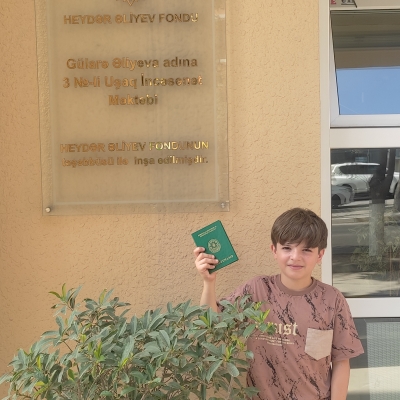 HEYDƏR ƏLİYEV FONDU
Gülarə Əliyeva adına
3 №-li Uşaq İncəsənət
Məktəbi
HEYDƏR ƏLİYEV FONDUNUN
təşəbbüsü ilə inşa edilmişdir.